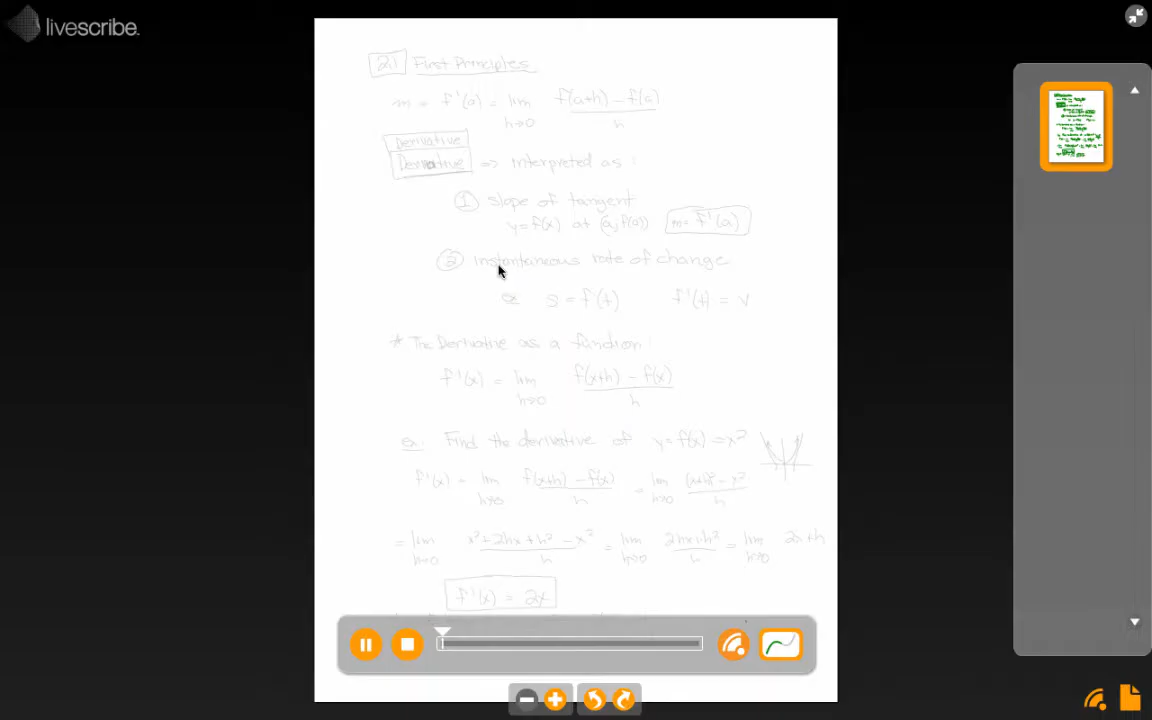 livescribe.
2.) First Principles
m = f'(a) = lim h→0 f(a+h) - f(a) / h
Derivative
Derivative ⇒ interpreted as:
① slope of tangent
y=f(x) at (a, f(a)) m = f'(a)
② instantaneous rate of change
ex s = f(t) f'(t) = v
* The Derivative as a function:
f'(x) = lim h→0 f(x+h) - f(x) / h
ex. Find the derivative of y=f(x)=x²
f'(x) = lim h→0 f(x+h) - f(x) / h = lim h→0 (x+h)² - x² / h
= lim h→0 x²+2hx+h² - x² / h = lim h→0 2hx+h² / h = lim h→0 2x+h
f'(x) = 2x